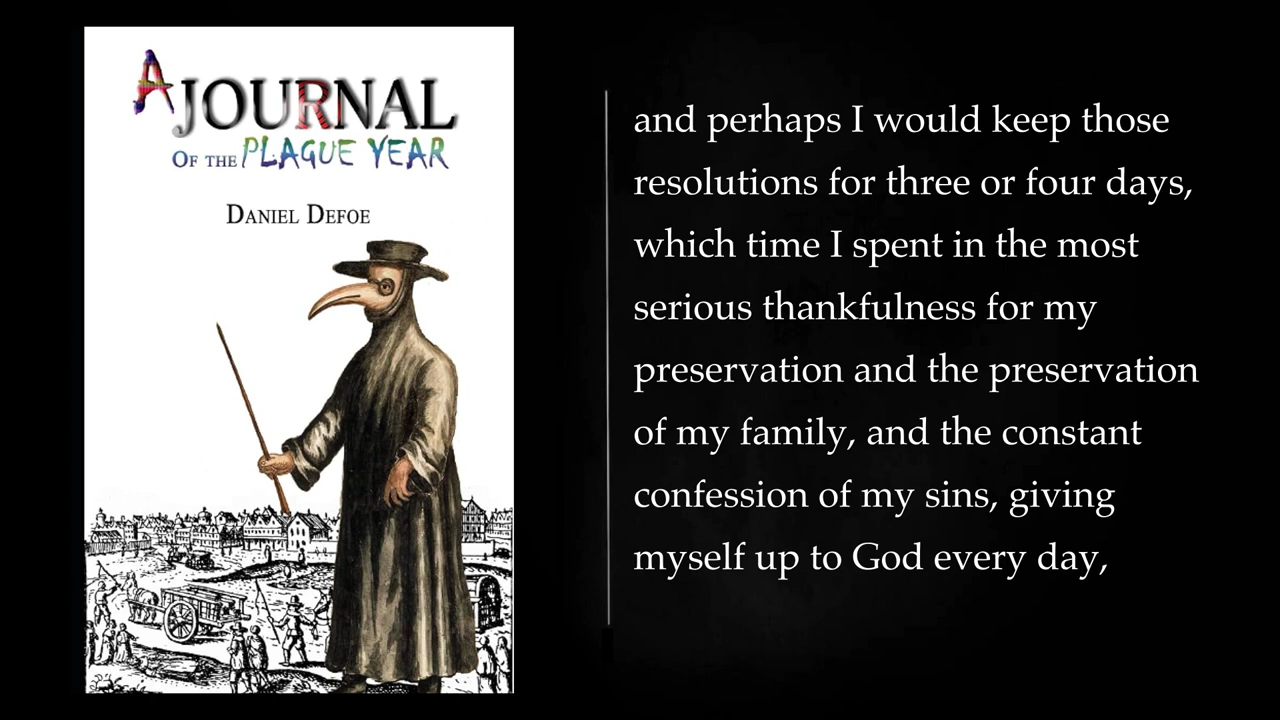 A JOURNAL
OF THE PLAGUE YEAR
DANIEL DEFOE
and perhaps I would keep those
resolutions for three or four days,
which time I spent in the most
serious thankfulness for my
preservation and the preservation
of my family, and the constant
confession of my sins, giving
myself up to God every day,